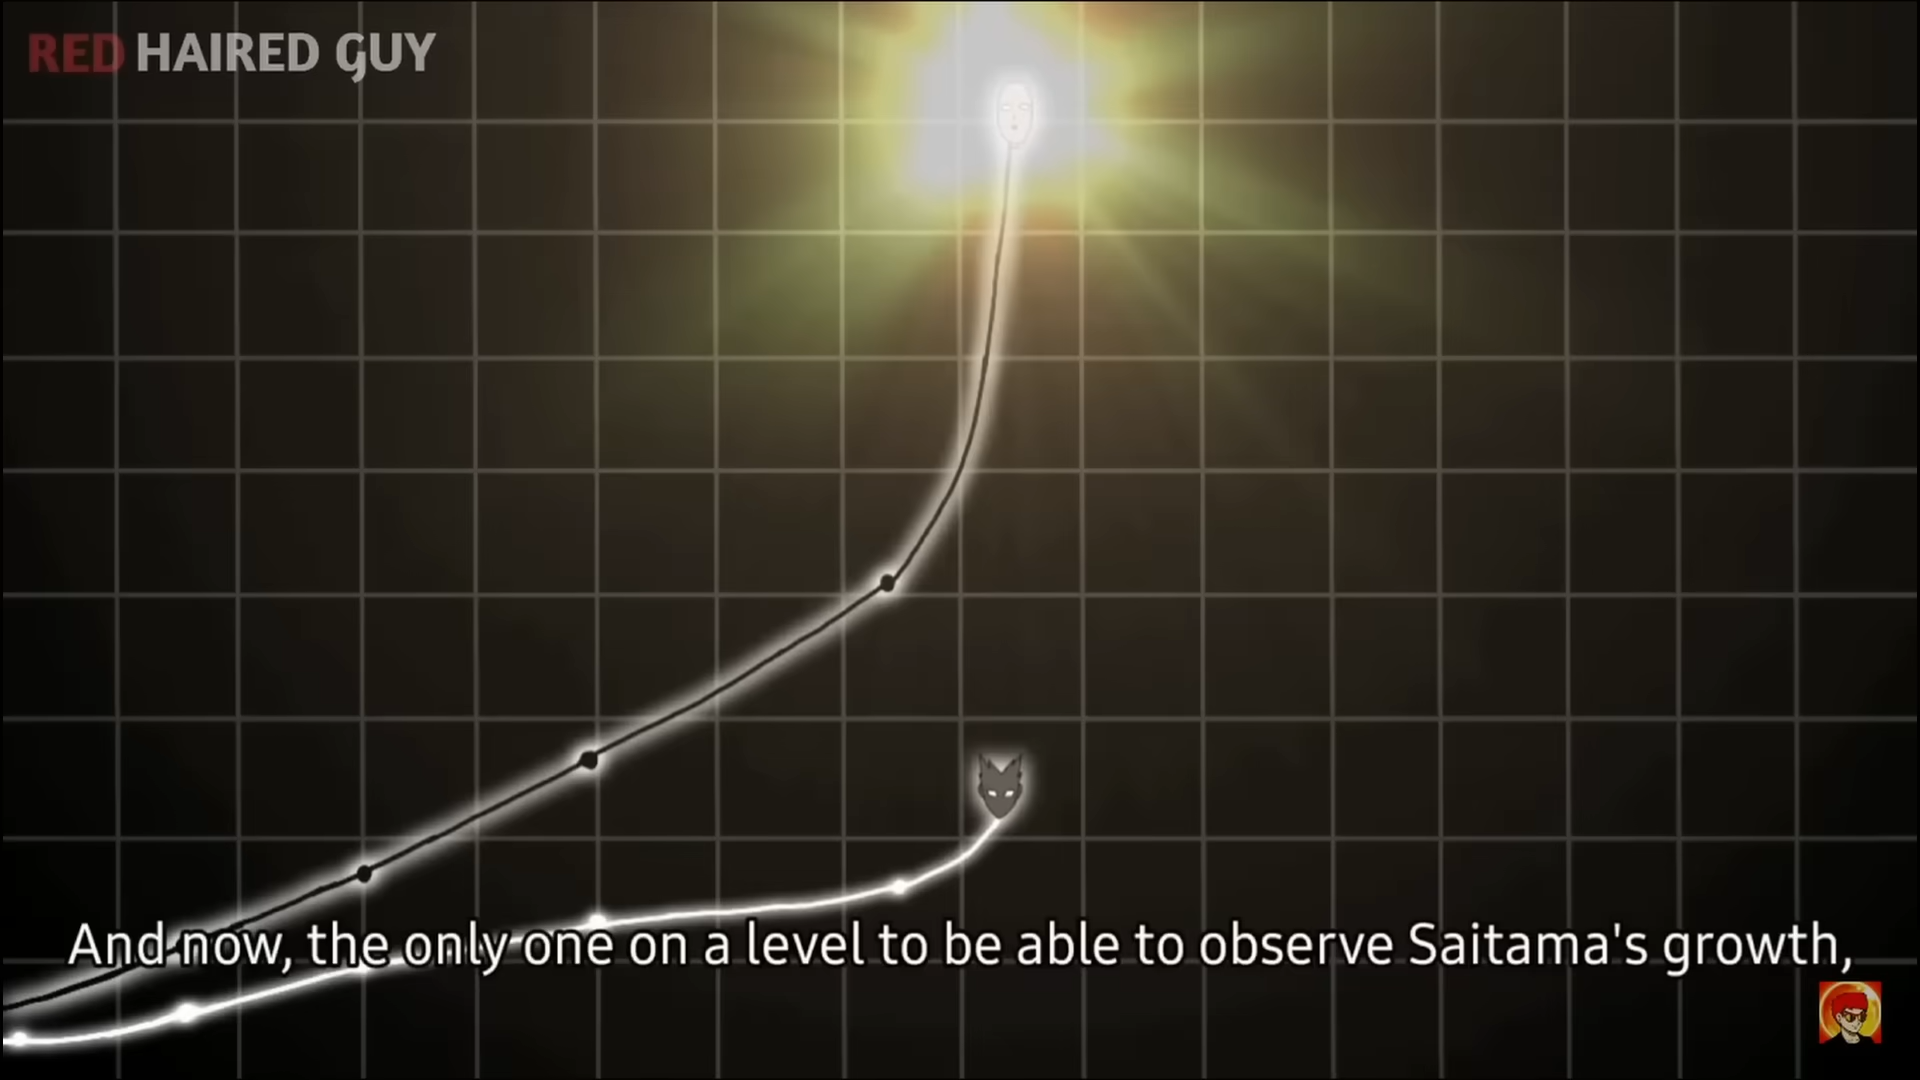 RED HAIRED GUY
And now, the only one on a level to be able to observe Saitama's growth,